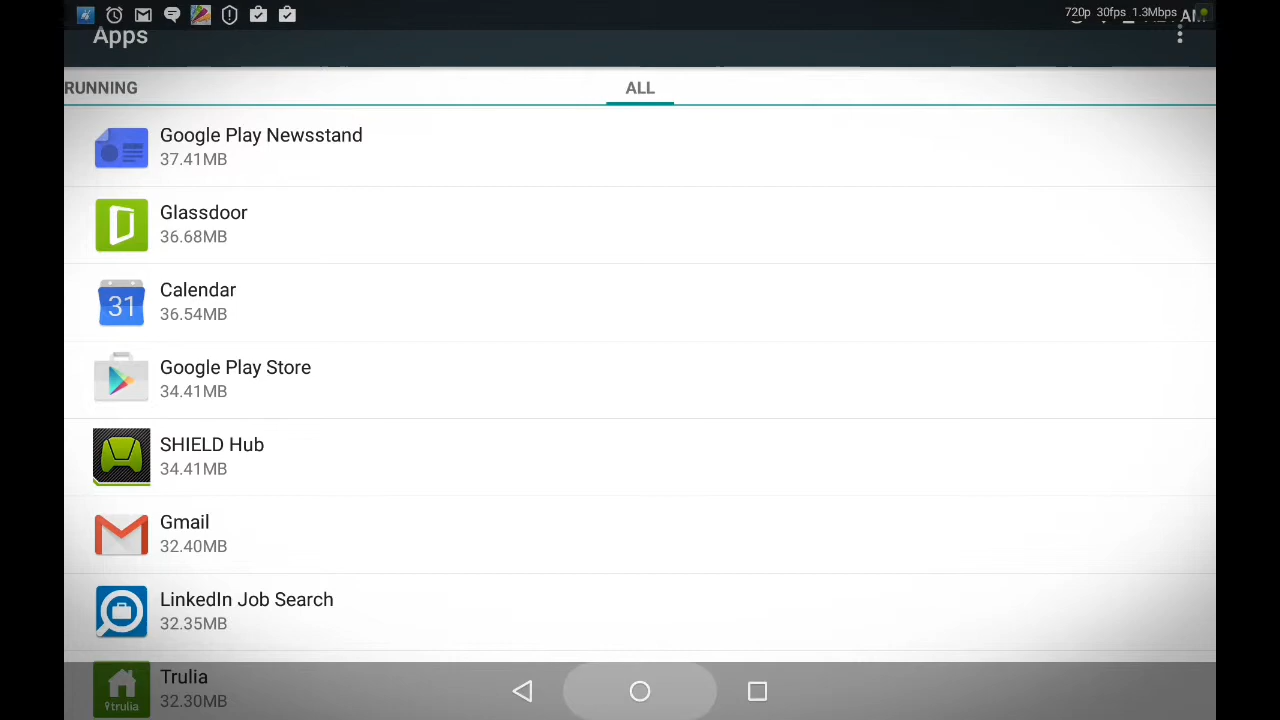 720p 30fps 1.3Mbps
Apps
RUNNING
ALL
Google Play Newsstand
37.41MB
Glassdoor
36.68MB
31
Calendar
36.54MB
Google Play Store
34.41MB
SHIELD Hub
34.41MB
Gmail
32.40MB
LinkedIn Job Search
32.35MB
Trulia
trulia
32.30MB